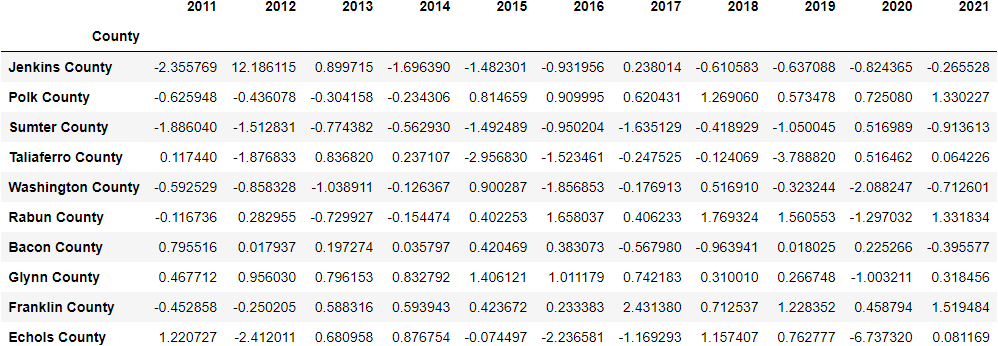 2011 2012 2013 2014 2015 2016 2017 2018 2019 2020 2021
County
Jenkins County -2.355769 12.186115 0.899715 -1.696390 -1.482301 -0.931956 0.238014 -0.610583 -0.637088 -0.824365 -0.265528
Polk County -0.625948 -0.436078 -0.304158 -0.234306 0.814659 0.909995 0.620431 1.269060 0.573478 0.725080 1.330227
Sumter County -1.886040 -1.512831 -0.774382 -0.562930 -1.492489 -0.950204 -1.635129 -0.418929 -1.050045 0.516989 -0.913613
Taliaferro County 0.117440 -1.876833 0.836820 0.237107 -2.956830 -1.523461 -0.247525 -0.124069 -3.788820 0.516462 0.064226
Washington County -0.592529 -0.858328 -1.038911 -0.126367 0.900287 -1.856853 -0.176913 0.516910 -0.323244 -2.088247 -0.712601
Rabun County -0.116736 0.282955 -0.729927 -0.154474 0.402253 1.658037 0.406233 1.769324 1.560553 -1.297032 1.331834
Bacon County 0.795516 0.017937 0.197274 0.035797 0.420469 0.383073 -0.567980 -0.963941 0.018025 0.225266 -0.395577
Glynn County 0.467712 0.956030 0.796153 0.832792 1.406121 1.011179 0.742183 0.310010 0.266748 -1.003211 0.318456
Franklin County -0.452858 -0.250205 0.588316 0.593943 0.423672 0.233383 2.431380 0.712537 1.228352 0.458794 1.519484
Echols County 1.220727 -2.412011 0.680958 0.876754 -0.074497 -2.236581 -1.169293 1.157407 0.762777 -6.737320 0.081169